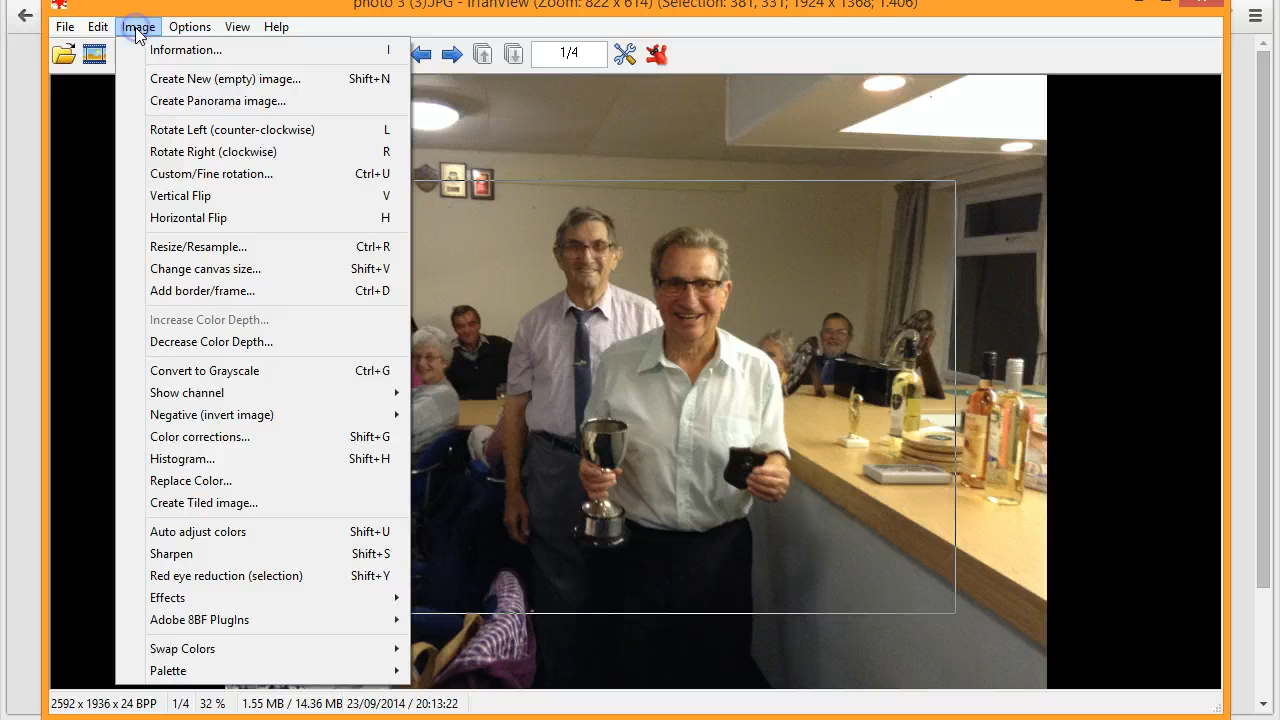 photo 3 (3).JPG - IrfanView (Zoom: 822 x 614) (Selection: 381, 331; 1924 x 1368; 1.406)
File Edit Image Options View Help
1/4
Information... I
Create New (empty) image... Shift+N
Create Panorama image...
Rotate Left (counter-clockwise) L
Rotate Right (clockwise) R
Custom/Fine rotation... Ctrl+U
Vertical Flip V
Horizontal Flip H
Resize/Resample... Ctrl+R
Change canvas size... Shift+V
Add border/frame... Ctrl+D
Increase Color Depth...
Decrease Color Depth...
Convert to Grayscale Ctrl+G
Show channel
Negative (invert image)
Color corrections... Shift+G
Histogram... Shift+H
Replace Color...
Create Tiled image...
Auto adjust colors Shift+U
Sharpen Shift+S
Red eye reduction (selection) Shift+Y
Effects
Adobe 8BF PlugIns
Swap Colors
Palette
2592 x 1936 x 24 BPP 1/4 32 % 1.55 MB / 14.36 MB 23/09/2014 / 20:13:22